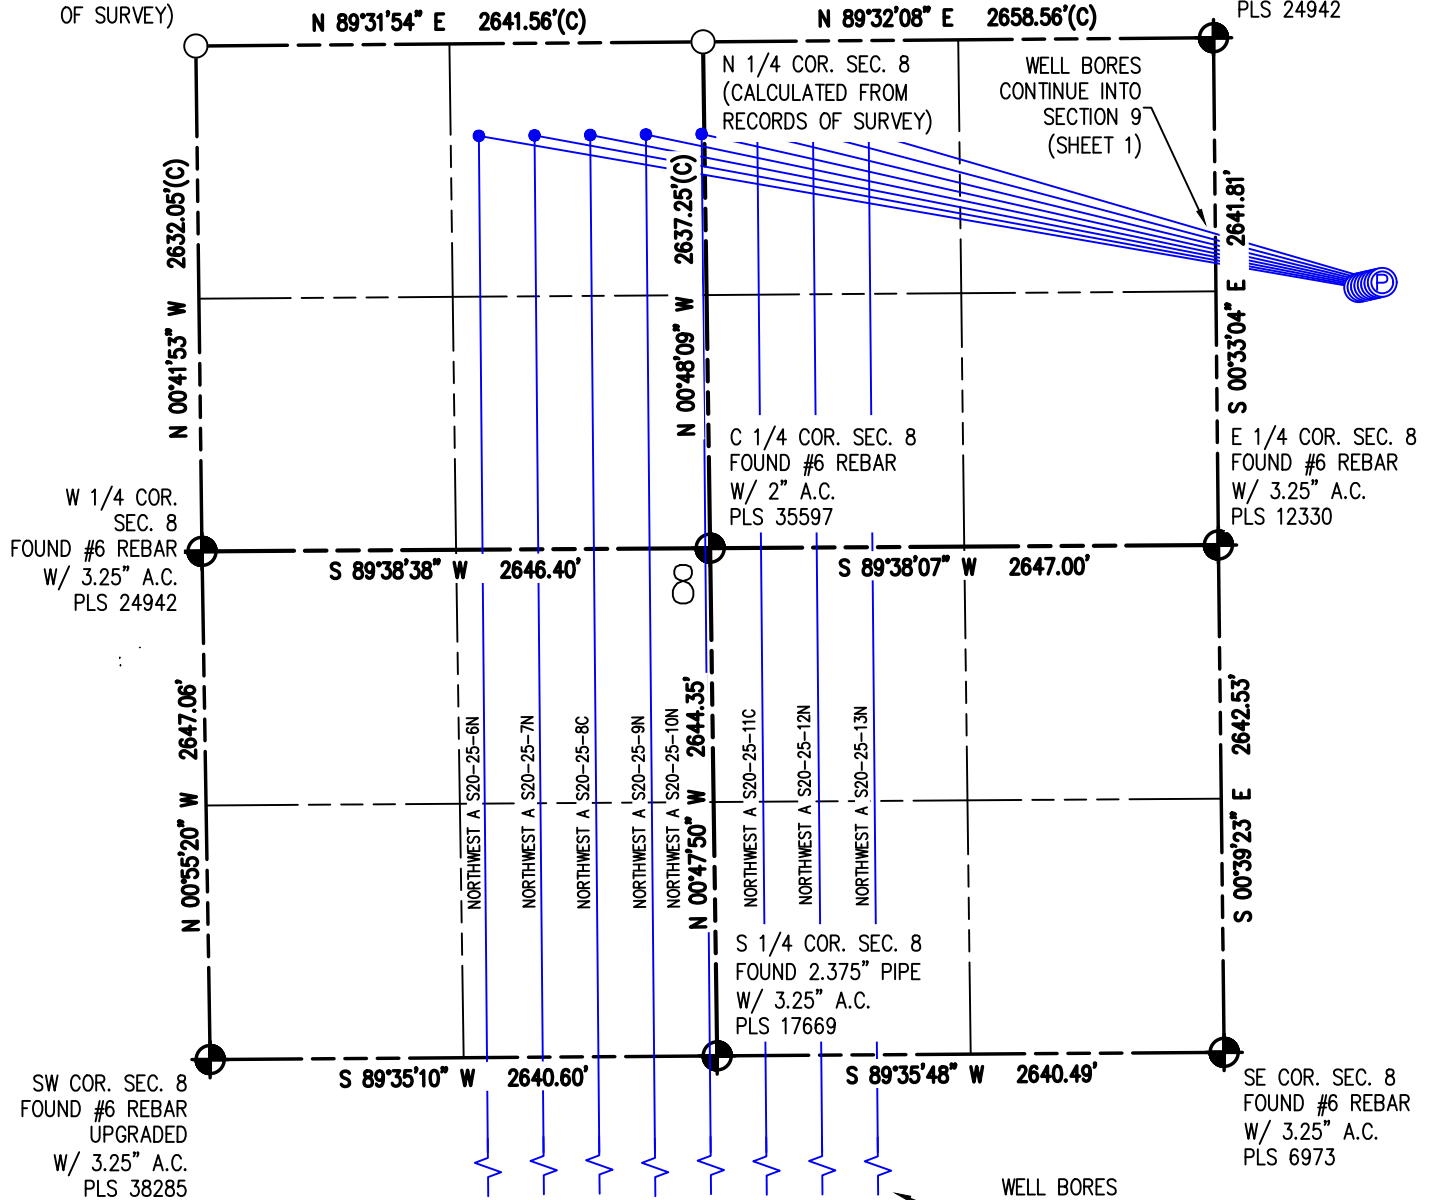 OF SURVEY)
N 89°31'54" E 2641.56'(C)
N 89°32'08" E 2658.56'(C)
PLS 24942
N 1/4 COR. SEC. 8
(CALCULATED FROM
RECORDS OF SURVEY)
WELL BORES
CONTINUE INTO
SECTION 9
(SHEET 1)
N 00°41'53" W 2632.05'(C)
N 00°48'09" W 2637.25'(C)
S 00°33'04" E 2641.81'
P
C 1/4 COR. SEC. 8
FOUND #6 REBAR
W/ 2" A.C.
PLS 35597
E 1/4 COR. SEC. 8
FOUND #6 REBAR
W/ 3.25" A.C.
PLS 12330
W 1/4 COR.
SEC. 8
FOUND #6 REBAR
W/ 3.25" A.C.
PLS 24942
S 89°38'38" W 2646.40'
8
S 89°38'07" W 2647.00'
N 00°55'20" W 2647.06'
NORTHWEST A S20-25-6N
NORTHWEST A S20-25-7N
NORTHWEST A S20-25-8C
NORTHWEST A S20-25-9N
NORTHWEST A S20-25-10N
N 00°47'50" W 2644.35'
NORTHWEST A S20-25-11C
NORTHWEST A S20-25-12N
NORTHWEST A S20-25-13N
S 00°39'23" E 2642.53'
S 1/4 COR. SEC. 8
FOUND 2.375" PIPE
W/ 3.25" A.C.
PLS 17669
S 89°35'10" W 2640.60'
S 89°35'48" W 2640.49'
SW COR. SEC. 8
FOUND #6 REBAR
UPGRADED
W/ 3.25" A.C.
PLS 38285
SE COR. SEC. 8
FOUND #6 REBAR
W/ 3.25" A.C.
PLS 6973
WELL BORES